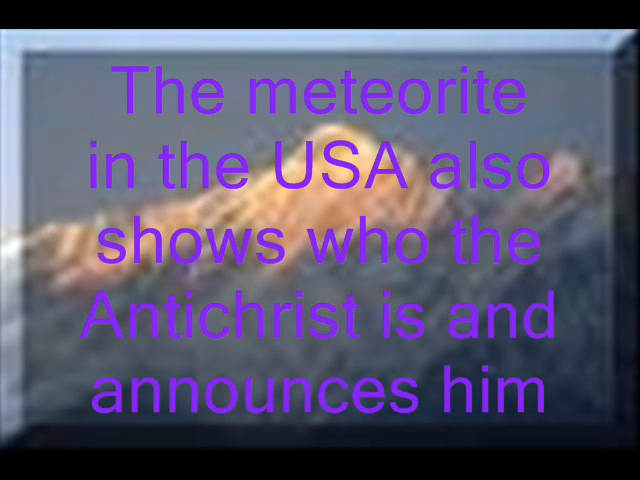 The meteorite
in the USA also
shows who the
Antichrist is and
announces him